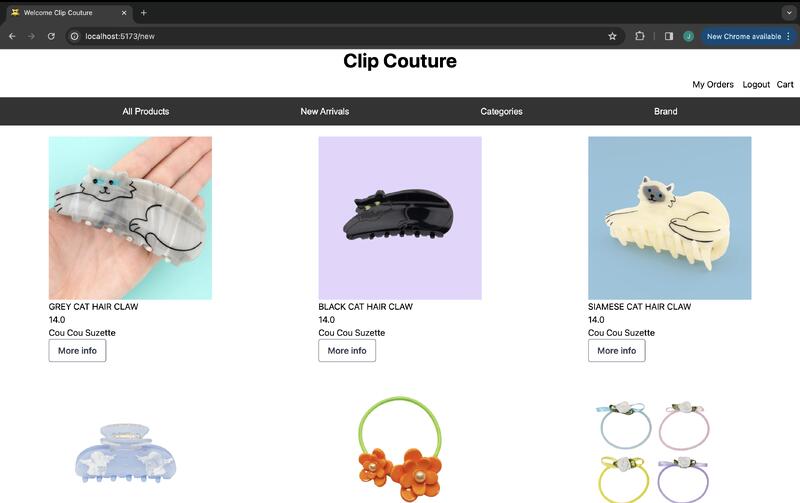 Welcome Clip Couture
localhost:5173/new
J
New Chrome available
Clip Couture
My Orders Logout Cart
All Products New Arrivals Categories Brand
GREY CAT HAIR CLAW
14.0
Cou Cou Suzette
More info
BLACK CAT HAIR CLAW
14.0
Cou Cou Suzette
More info
SIAMESE CAT HAIR CLAW
14.0
Cou Cou Suzette
More info